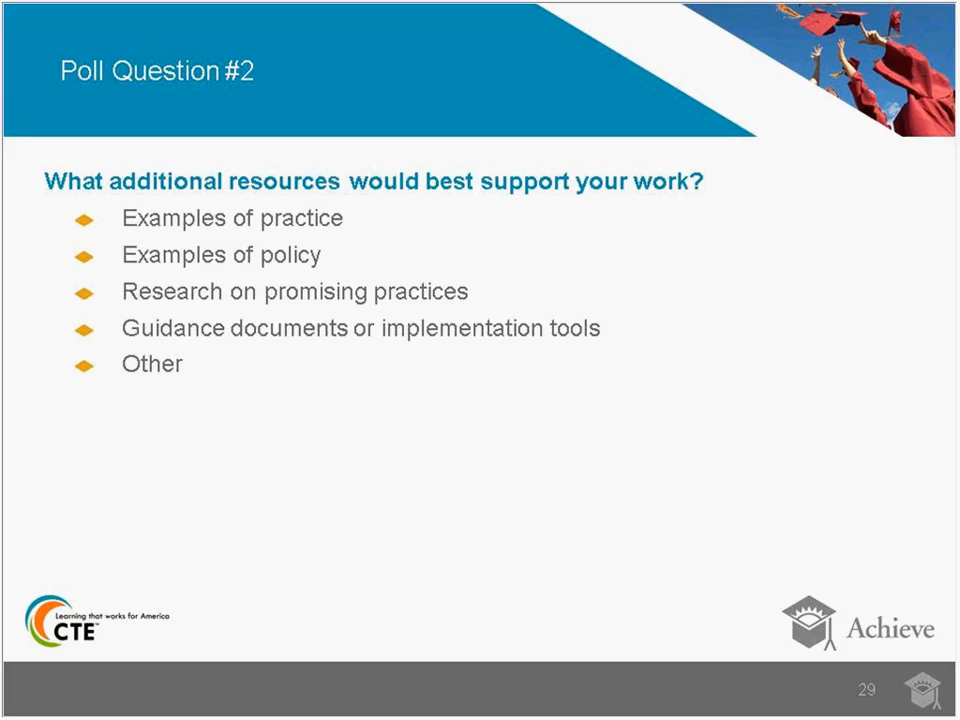 Poll Question #2
What additional resources would best support your work?
Examples of practice
Examples of policy
Research on promising practices
Guidance documents or implementation tools
Other
Learning that works for America
CTE™
Achieve
29